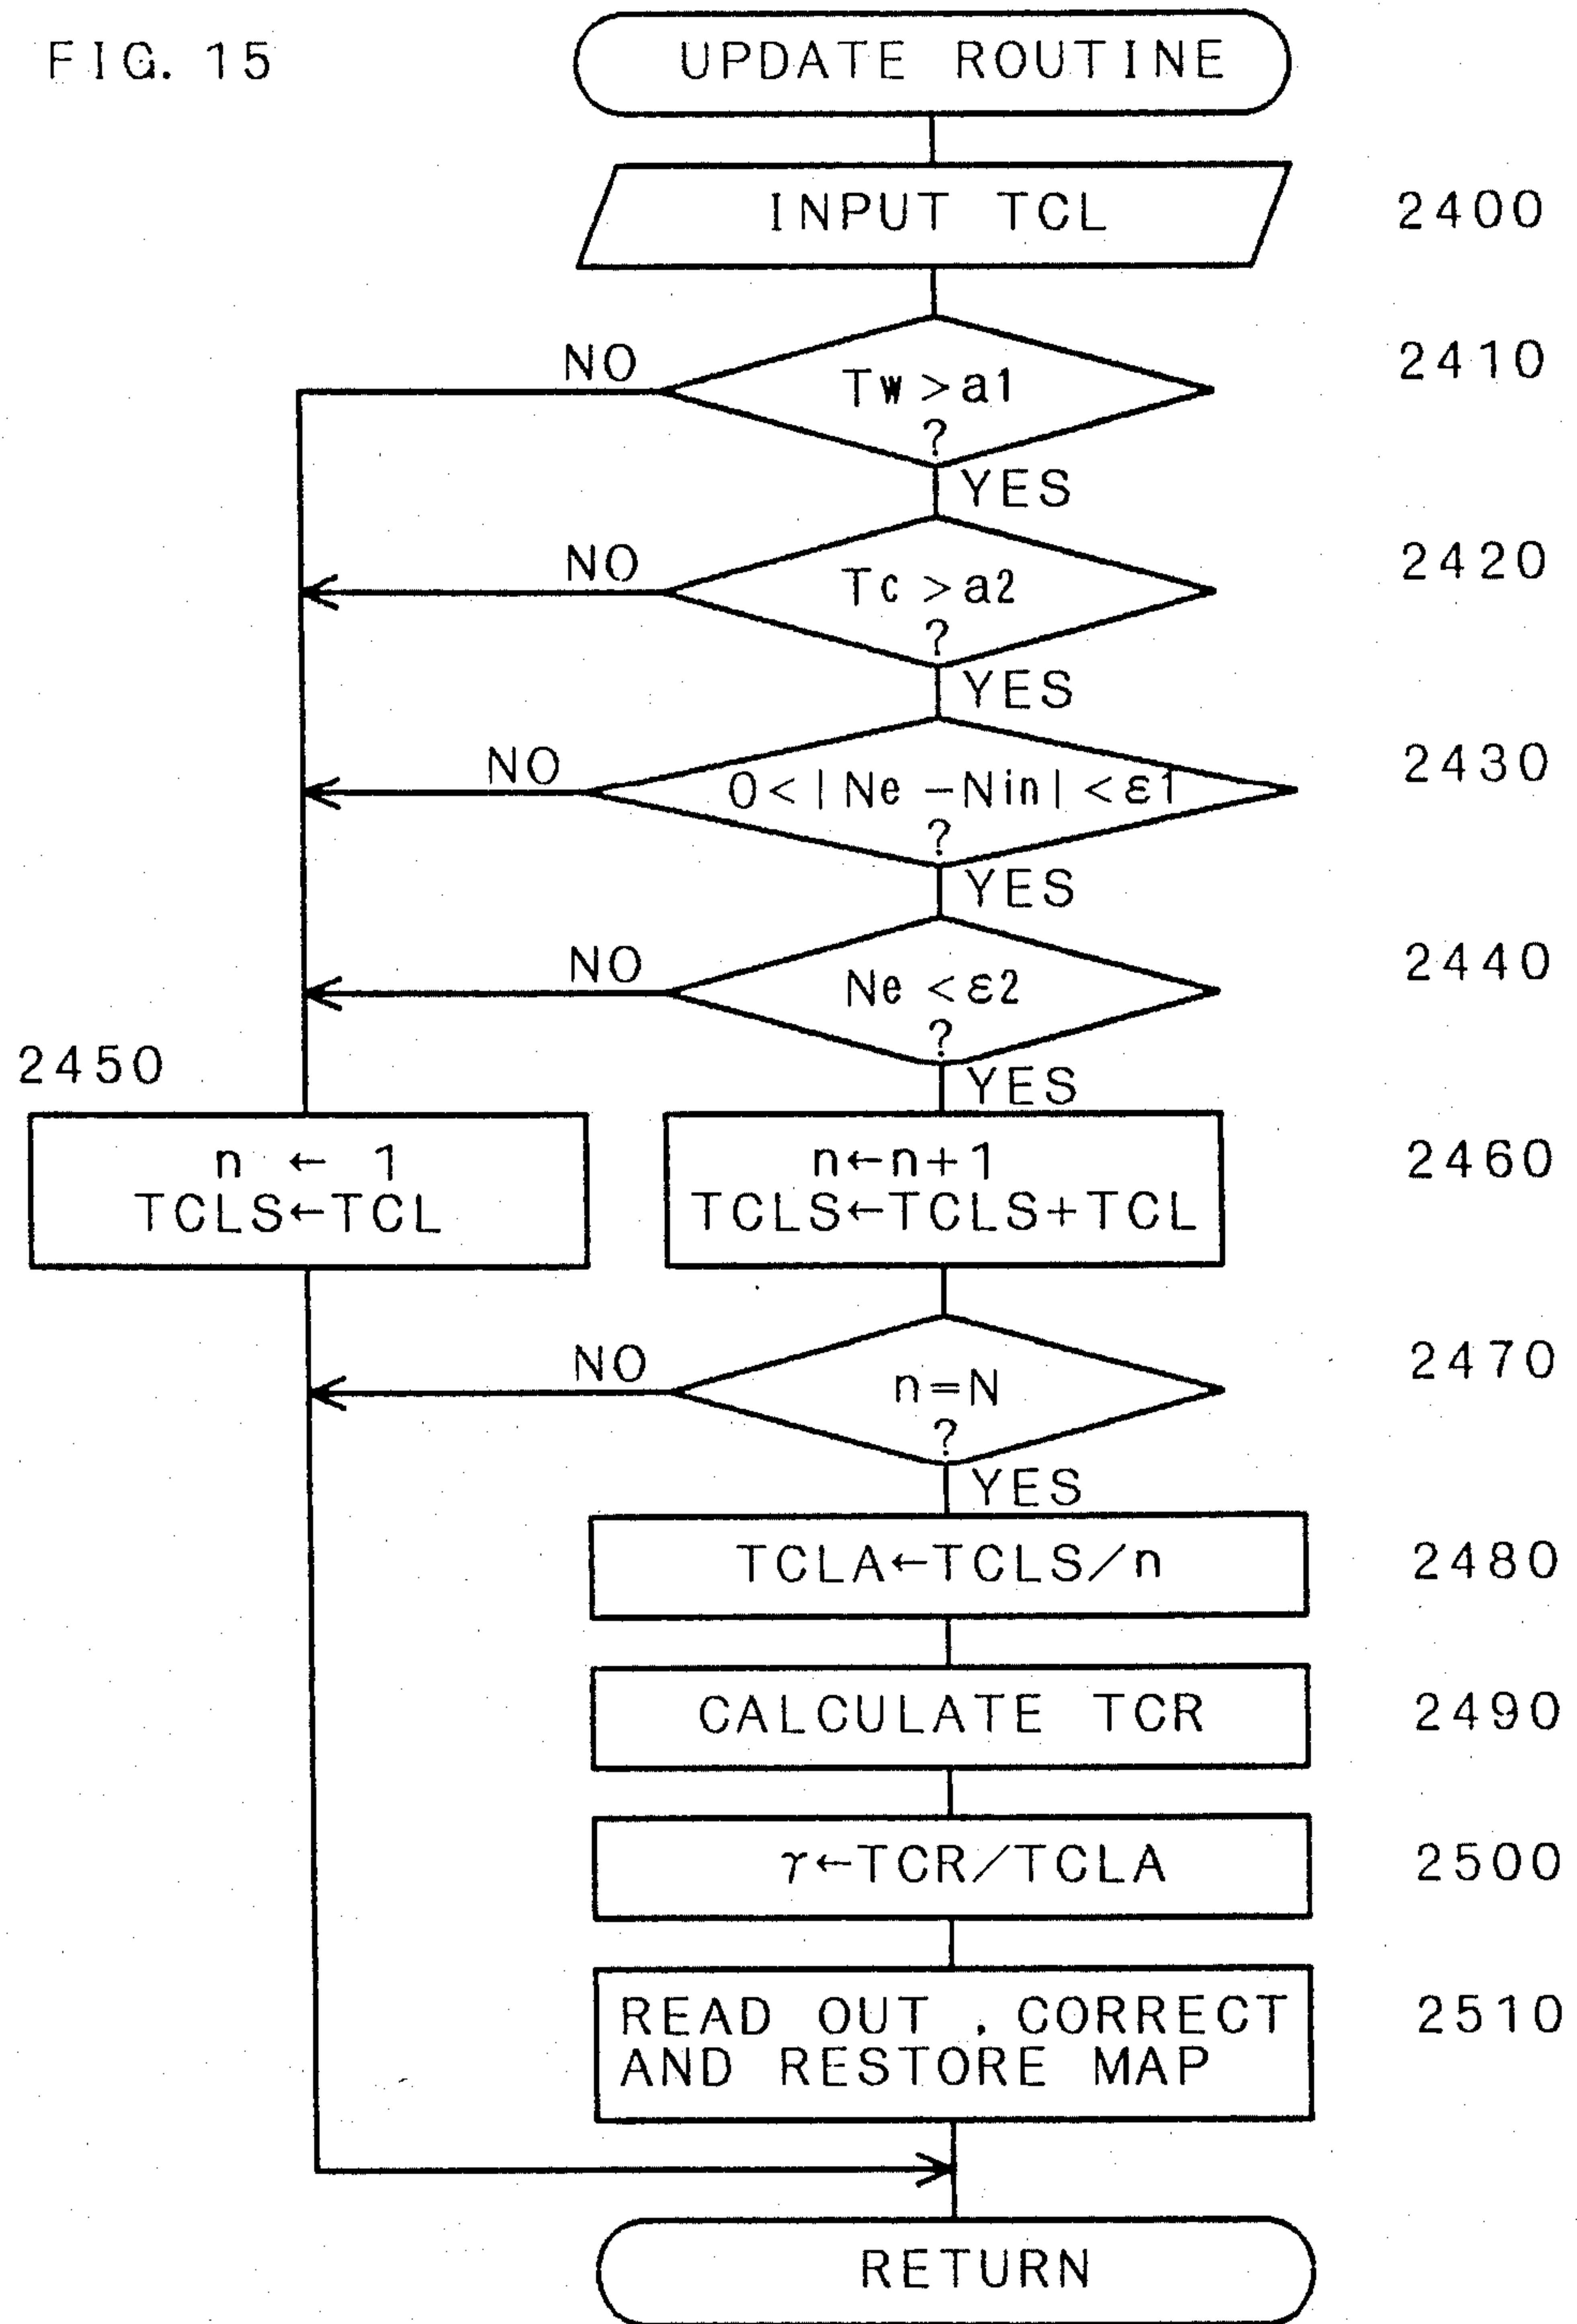 FIG. 15
UPDATE ROUTINE
INPUT TCL
2400
2410
NO
Tw>a1
?
YES
2420
NO
Tc>a2
?
YES
2430
NO
0<|Ne-Nin|<ε1
?
YES
2440
NO
Ne<ε2
?
YES
2450
n ← 1
TCLS←TCL
n←n+1
TCLS←TCLS+TCL
2460
2470
NO
n=N
?
YES
TCLA←TCLS/n
2480
CALCULATE TCR
2490
γ←TCR/TCLA
2500
READ OUT , CORRECT
AND RESTORE MAP
2510
RETURN